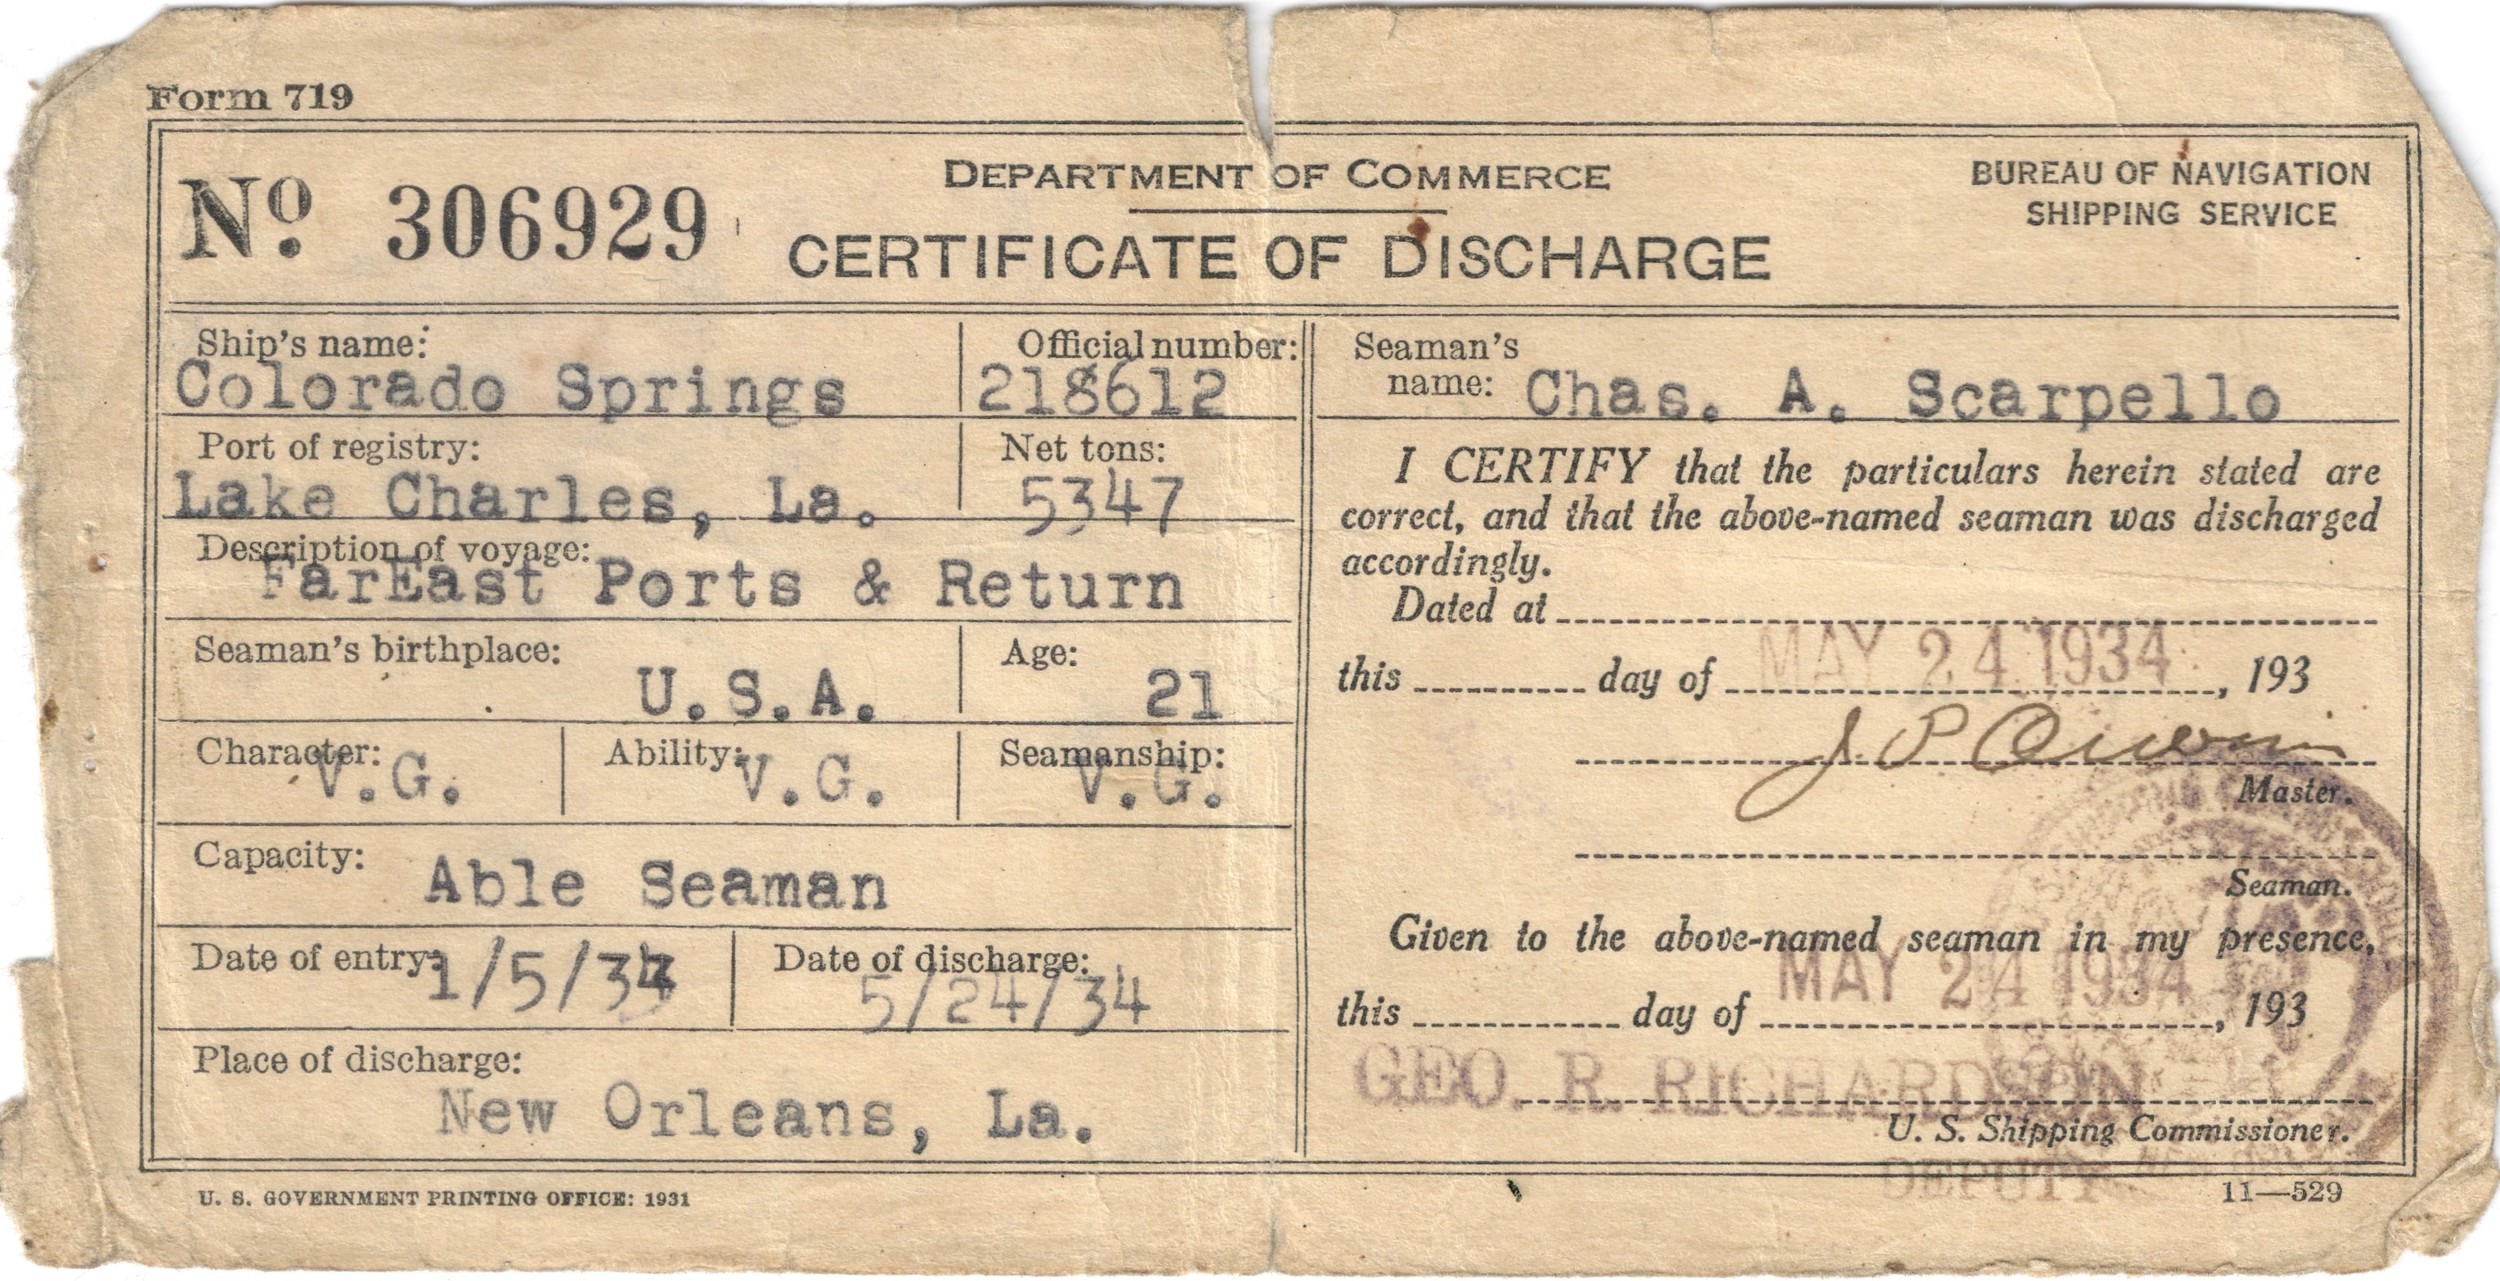 Form 719
No. 306929
DEPARTMENT OF COMMERCE
CERTIFICATE OF DISCHARGE
BUREAU OF NAVIGATION
SHIPPING SERVICE
Ship's name:
Colorado Springs
Official number:
218612
Port of registry:
Lake Charles, La.
Net tons:
5347
Description of voyage:
FarEast Ports & Return
Seaman's birthplace:
U.S.A.
Age:
21
Character:
V.G.
Ability:
V.G.
Seamanship:
V.G.
Capacity:
Able Seaman
Date of entry:
1/5/34
Date of discharge:
5/24/34
Place of discharge:
New Orleans, La.
Seaman's
name: Chas. A. Scarpello
I CERTIFY that the particulars herein stated are
correct, and that the above-named seaman was discharged
accordingly.
Dated at
this day of MAY 24 1934, 193
J. P.
Master.
Seaman.
Given to the above-named seaman in my presence,
this day of MAY 24 1934, 193
GEO. R. RICHARDSON
U. S. Shipping Commissioner.
DEPUTY
U. S. GOVERNMENT PRINTING OFFICE: 1931
11—529